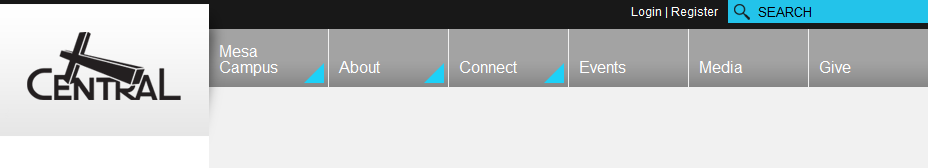 Login | Register
SEARCH
CENTRAL
Mesa
Campus
About
Connect
Events
Media
Give